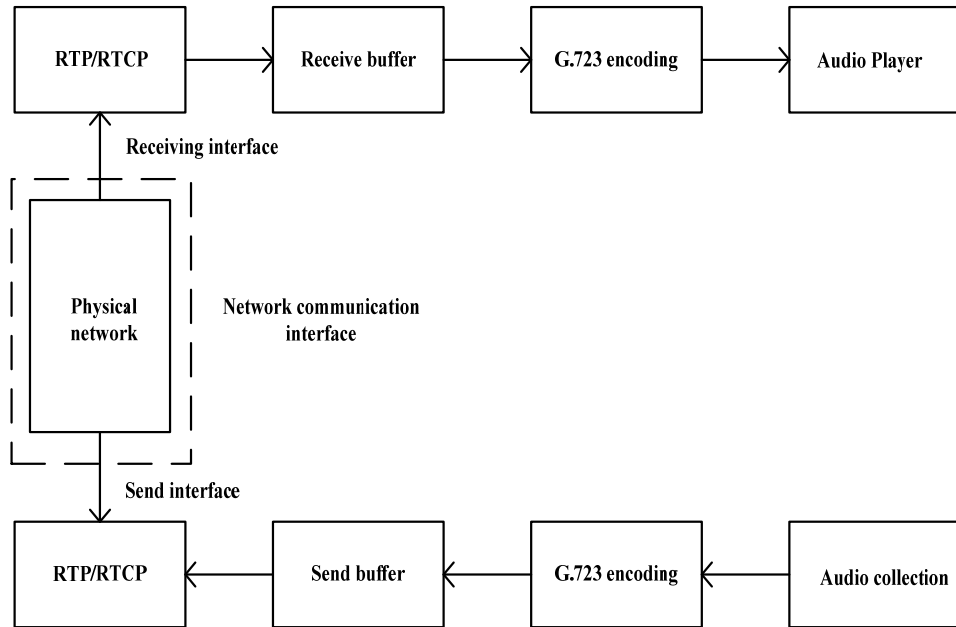 RTP/RTCP
Receive buffer
G.723 encoding
Audio Player
Receiving interface
Physical
network
Network communication
interface
Send interface
RTP/RTCP
Send buffer
G.723 encoding
Audio collection